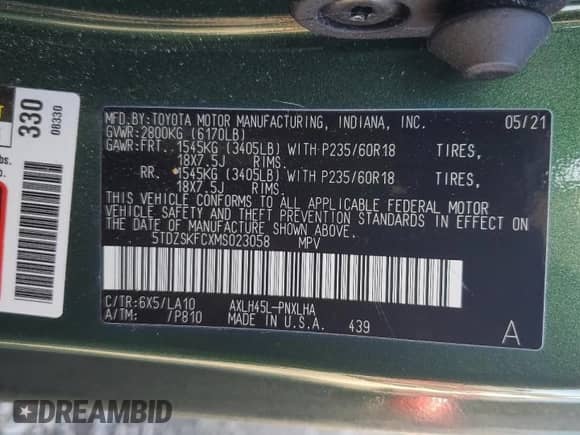 MFD.BY:TOYOTA MOTOR MANUFACTURING, INDIANA, INC. 05/21
GVWR:2800KG (6170LB)
GAWR:FRT. 1545KG (3405LB) WITH P235/60R18 TIRES,
18X7.5J RIMS.
RR. 1545KG (3405LB) WITH P235/60R18 TIRES,
18X7.5J RIMS.
THIS VEHICLE CONFORMS TO ALL APPLICABLE FEDERAL MOTOR
VEHICLE SAFETY AND THEFT PREVENTION STANDARDS IN EFFECT
ON THE DATE OF MANUFACTURE SHOWN ABOVE.
5TDZSKFCXMS023058 MPV
C/TR:6X5/LA10 AXLH45L-PNXLHA
A/TM: /P810 MADE IN U.S.A. 439
A
330
08330
lbs.
DREAMBID